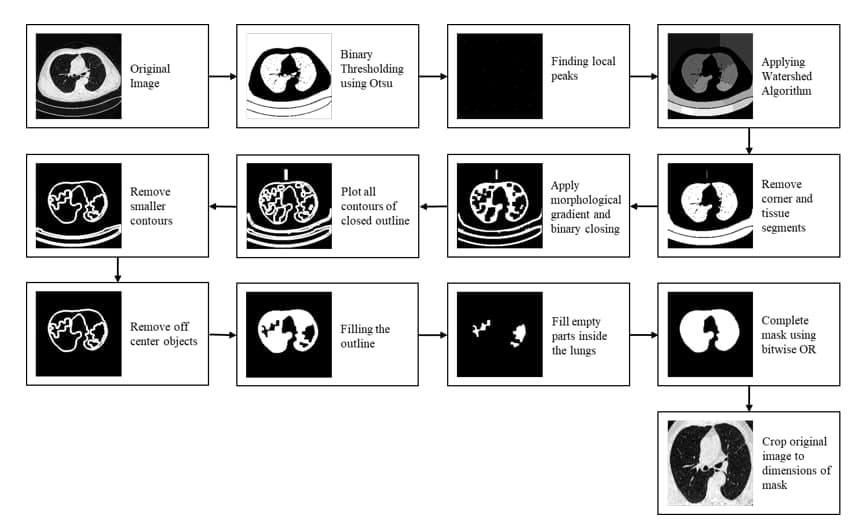 Original
Image
Binary
Thresholding
using Otsu
Finding local
peaks
Applying
Watershed
Algorithm
Remove
corner and
tissue
segments
Apply
morphological
gradient and
binary closing
Plot all
contours of
closed outline
Remove
smaller
contours
Remove off
center objects
Filling the
outline
Fill empty
parts inside
the lungs
Complete
mask using
bitwise OR
Crop original
image to
dimensions of
mask